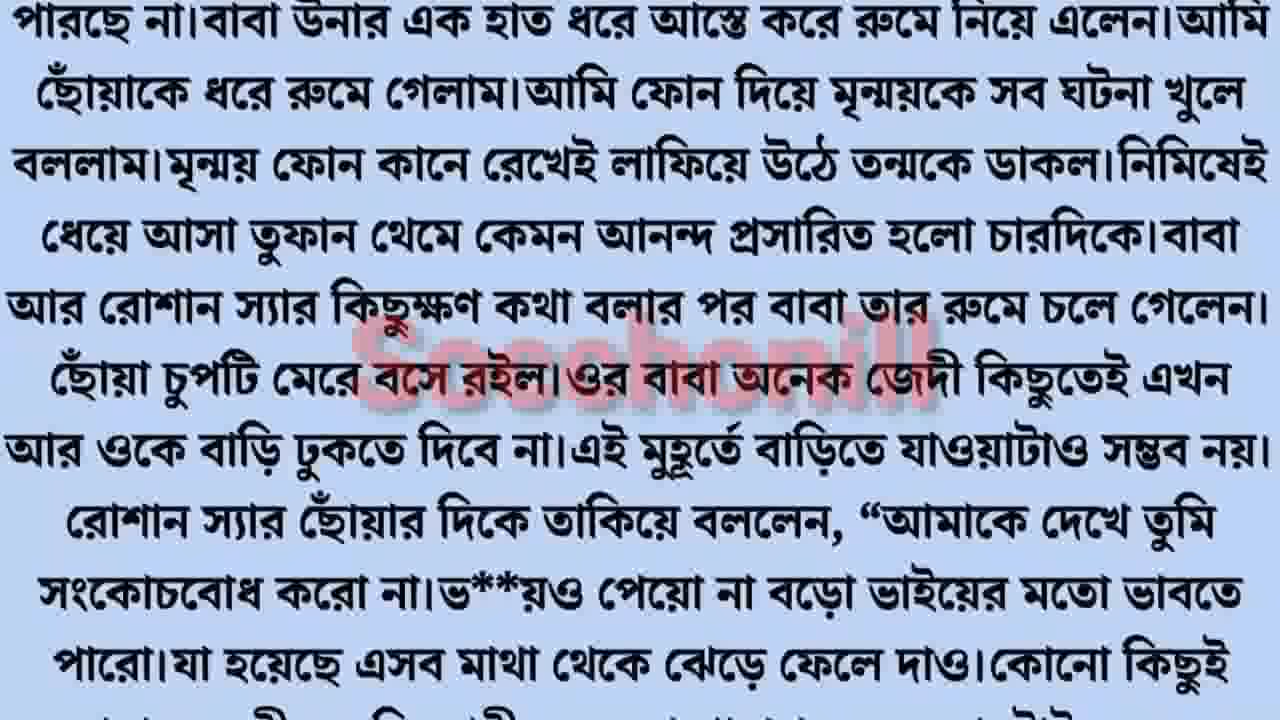 পারছে না।বাবা উনার এক হাত ধরে আস্তে করে রুমে নিয়ে এলেন।আমি
ছোঁয়াকে ধরে রুমে গেলাম।আমি ফোন দিয়ে মৃন্ময়কে সব ঘটনা খুলে
বললাম।মৃন্ময় ফোন কানে রেখেই লাফিয়ে উঠে তন্মকে ডাকল।নিমিষেই
ধেয়ে আসা তুফান থেমে কেমন আনন্দ প্রসারিত হলো চারদিকে।বাবা
আর রোশান স্যার কিছুক্ষণ কথা বলার পর বাবা তার রুমে চলে গেলেন।
ছোঁয়া চুপটি মেরে বসে রইল।ওর বাবা অনেক জেদী কিছুতেই এখন
আর ওকে বাড়ি ঢুকতে দিবে না।এই মুহূর্তে বাড়িতে যাওয়াটাও সম্ভব নয়।
রোশান স্যার ছোঁয়ার দিকে তাকিয়ে বললেন, “আমাকে দেখে তুমি
সংকোচবোধ করো না।ভ**য়ও পেয়ো না বড়ো ভাইয়ের মতো ভাবতে
পারো।যা হয়েছে এসব মাথা থেকে ঝেড়ে ফেলে দাও।কোনো কিছুই